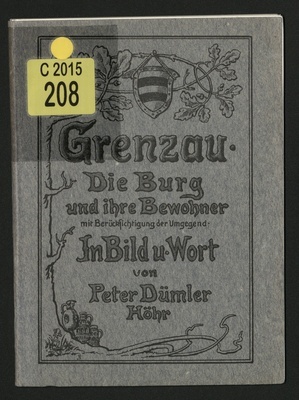 C 2015
208
Grenzau.
Die Burg
und ihre Bewohner
mit Berücksichtigung der Umgegend.
In Bild u. Wort
von
Peter Dümler
Höhr